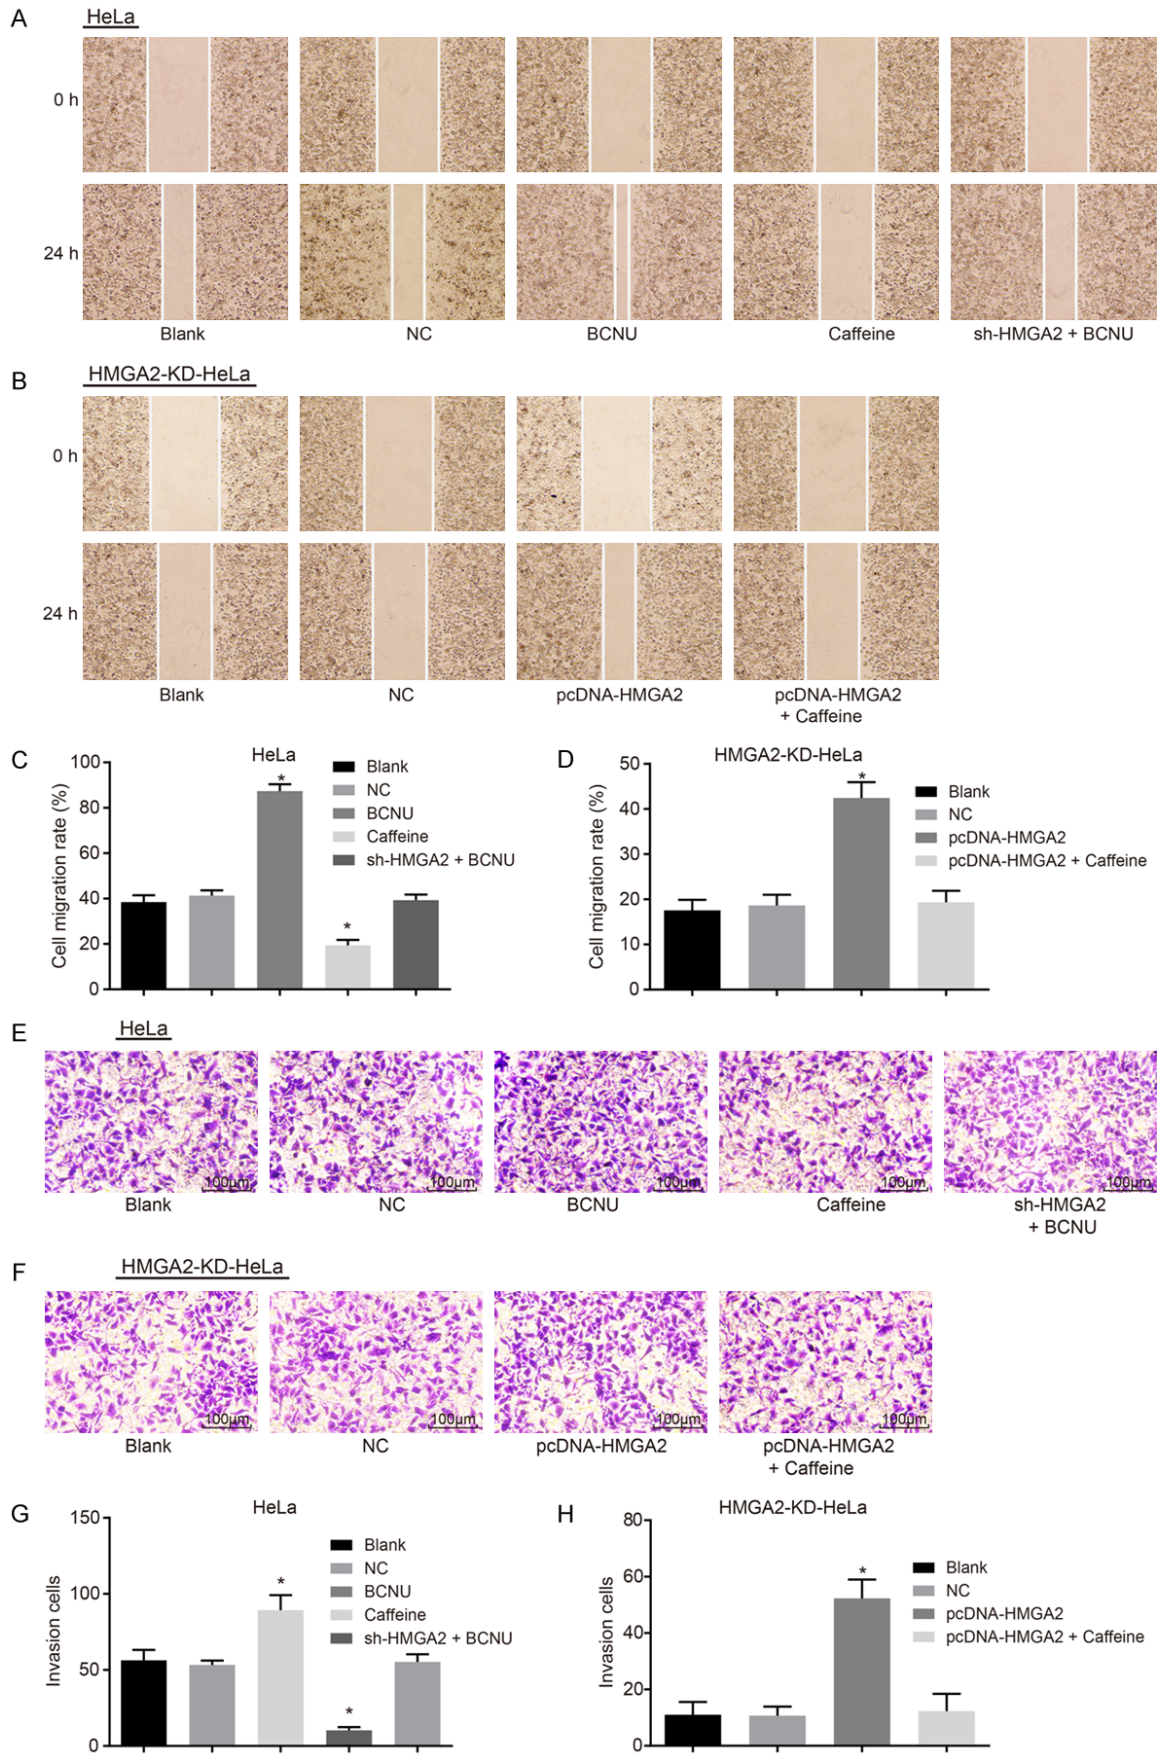 A
HeLa
0 h
24 h
Blank NC BCNU Caffeine sh-HMGA2 + BCNU
B
HMGA2-KD-HeLa
0 h
24 h
Blank NC pcDNA-HMGA2 pcDNA-HMGA2
+ Caffeine
C
HeLa
Cell migration rate (%)
100
80
60
40
20
0
*
*
Blank
NC
BCNU
Caffeine
sh-HMGA2 + BCNU
D
HMGA2-KD-HeLa
Cell migration rate (%)
50
40
30
20
10
0
*
Blank
NC
pcDNA-HMGA2
pcDNA-HMGA2 + Caffeine
E
HeLa
100μm 100μm 100μm 100μm 100μm
Blank NC BCNU Caffeine sh-HMGA2
+ BCNU
F
HMGA2-KD-HeLa
100μm 100μm 100μm 100μm
Blank NC pcDNA-HMGA2 pcDNA-HMGA2
+ Caffeine
G
HeLa
Invasion cells
150
100
50
0
*
*
Blank
NC
BCNU
Caffeine
sh-HMGA2 + BCNU
H
HMGA2-KD-HeLa
Invasion cells
80
60
40
20
0
*
Blank
NC
pcDNA-HMGA2
pcDNA-HMGA2 + Caffeine